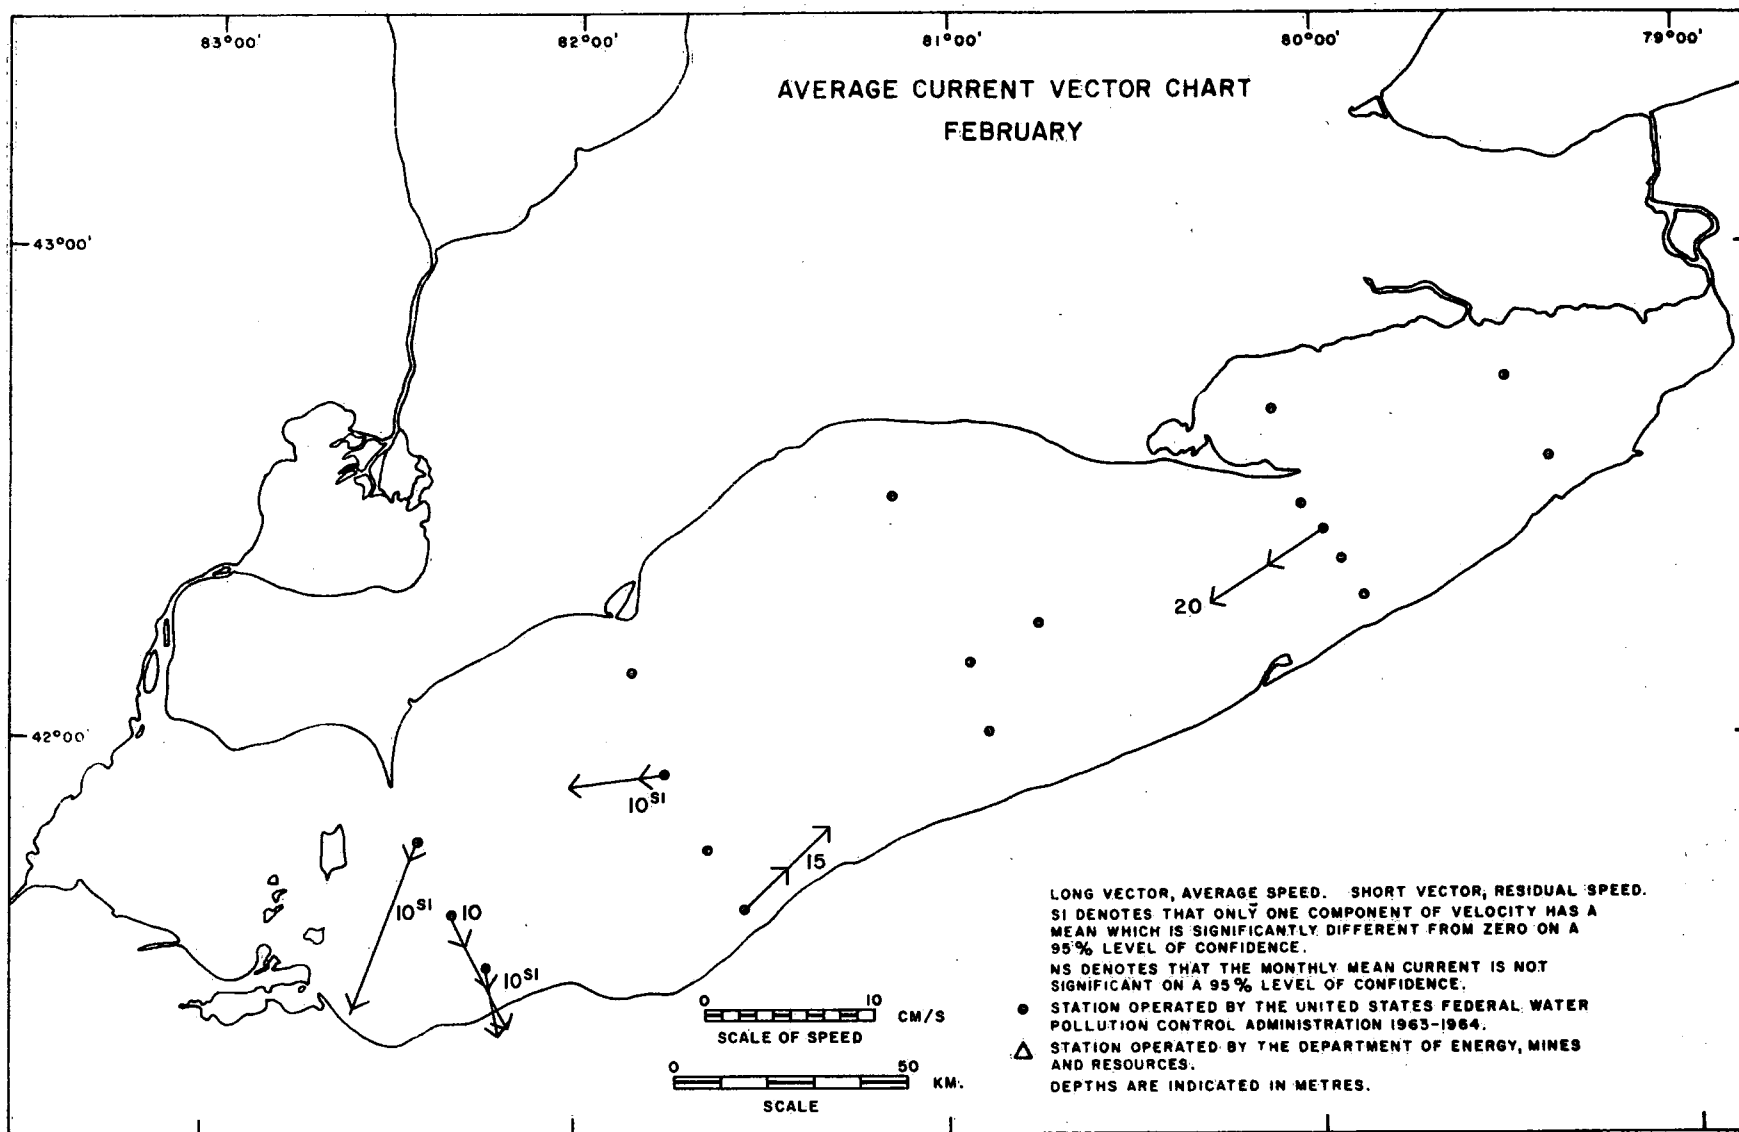 83°00'
82°00'
81°00'
80°00'
79°00'
AVERAGE CURRENT VECTOR CHART
FEBRUARY
43°00'
42°00'
20
10SI
15
10SI
10
10SI
0 10 CM/S
SCALE OF SPEED
0 50 KM.
SCALE
LONG VECTOR, AVERAGE SPEED. SHORT VECTOR, RESIDUAL SPEED.
SI DENOTES THAT ONLY ONE COMPONENT OF VELOCITY HAS A
MEAN WHICH IS SIGNIFICANTLY DIFFERENT FROM ZERO ON A
95% LEVEL OF CONFIDENCE.
NS DENOTES THAT THE MONTHLY MEAN CURRENT IS NOT
SIGNIFICANT ON A 95% LEVEL OF CONFIDENCE.
STATION OPERATED BY THE UNITED STATES FEDERAL WATER
POLLUTION CONTROL ADMINISTRATION 1963-1964.
STATION OPERATED BY THE DEPARTMENT OF ENERGY, MINES
AND RESOURCES.
DEPTHS ARE INDICATED IN METRES.